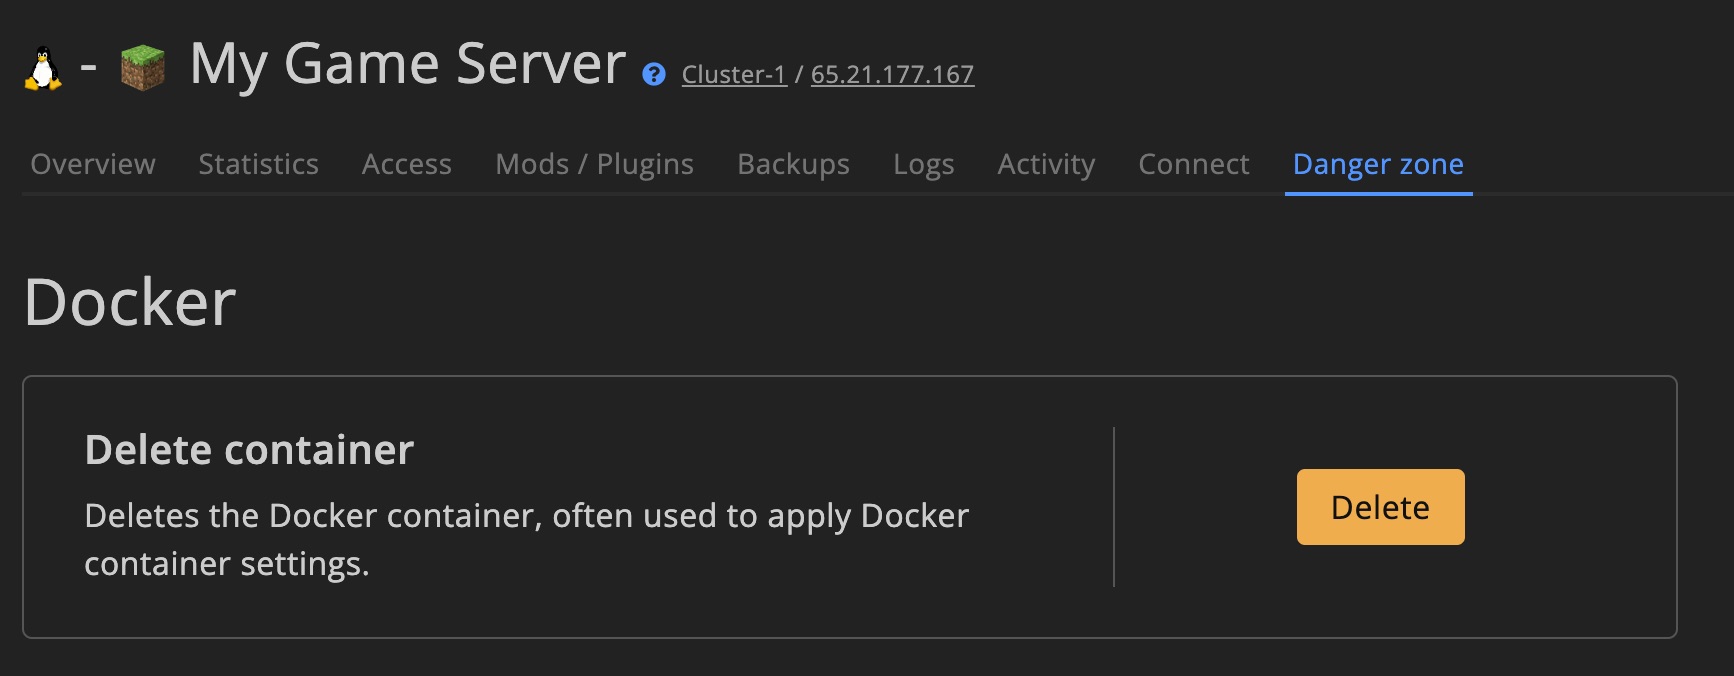 - My Game Server ? Cluster-1 / 65.21.177.167
Overview Statistics Access Mods / Plugins Backups Logs Activity Connect Danger zone
Docker
Delete container
Deletes the Docker container, often used to apply Docker
container settings.
Delete